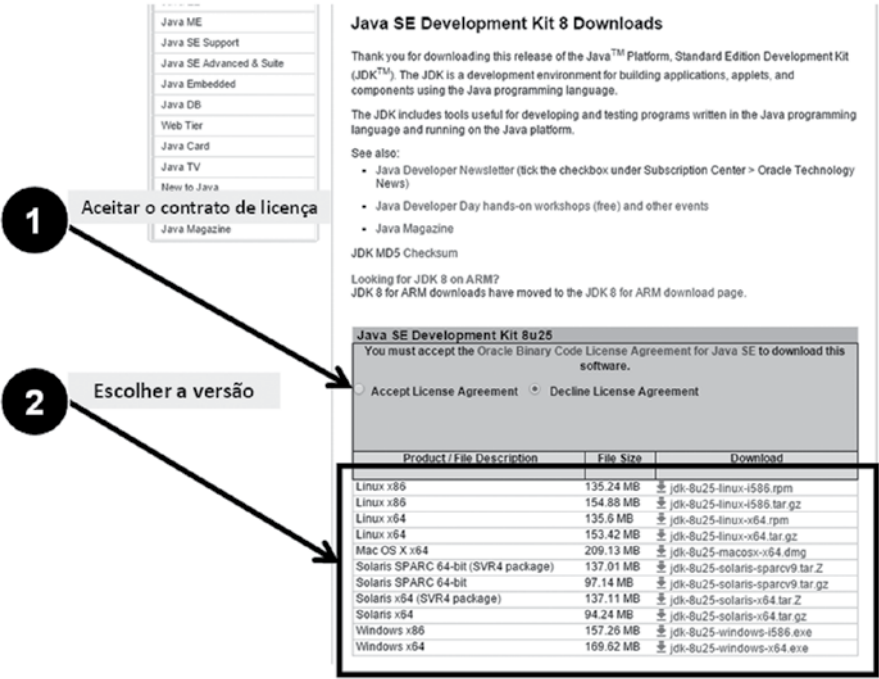 Java ME
Java SE Support
Java SE Advanced & Suite
Java Embedded
Java DB
Web Tier
Java Card
Java TV
New to Java
Java Magazine
1
Aceitar o contrato de licença
2
Escolher a versão
Java SE Development Kit 8 Downloads
Thank you for downloading this release of the Java™ Platform, Standard Edition Development Kit
(JDK™). The JDK is a development environment for building applications, applets, and
components using the Java programming language.
The JDK includes tools useful for developing and testing programs written in the Java programming
language and running on the Java platform.
See also:
• Java Developer Newsletter (tick the checkbox under Subscription Center > Oracle Technology
News)
• Java Developer Day hands-on workshops (free) and other events
• Java Magazine
JDK MD5 Checksum
Looking for JDK 8 on ARM?
JDK 8 for ARM downloads have moved to the JDK 8 for ARM download page.
Java SE Development Kit 8u25
You must accept the Oracle Binary Code License Agreement for Java SE to download this
software.
Accept License Agreement Decline License Agreement
Product / File Description File Size Download
Linux x86 135.24 MB jdk-8u25-linux-i586.rpm
Linux x86 154.88 MB jdk-8u25-linux-i586.tar.gz
Linux x64 135.6 MB jdk-8u25-linux-x64.rpm
Linux x64 153.42 MB jdk-8u25-linux-x64.tar.gz
Mac OS X x64 209.13 MB jdk-8u25-macosx-x64.dmg
Solaris SPARC 64-bit (SVR4 package) 137.01 MB jdk-8u25-solaris-sparcv9.tar.Z
Solaris SPARC 64-bit 97.14 MB jdk-8u25-solaris-sparcv9.tar.gz
Solaris x64 (SVR4 package) 137.11 MB jdk-8u25-solaris-x64.tar.Z
Solaris x64 94.24 MB jdk-8u25-solaris-x64.tar.gz
Windows x86 157.26 MB jdk-8u25-windows-i586.exe
Windows x64 169.62 MB jdk-8u25-windows-x64.exe